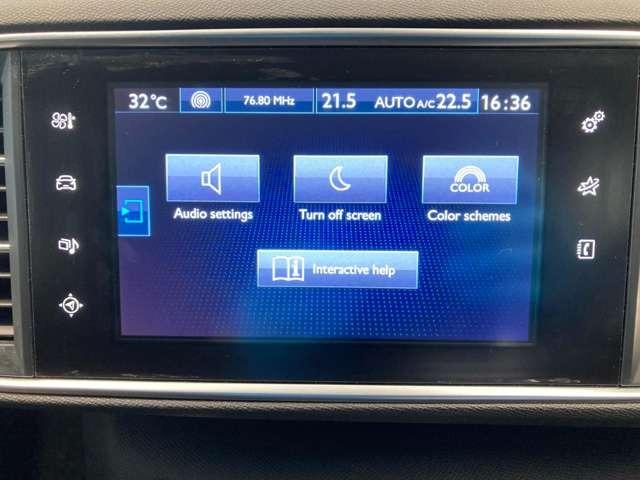 32°C 76.80 MHz 21.5 AUTO A/C 22.5 16:36
COLOR
Audio settings Turn off screen Color schemes
Interactive help